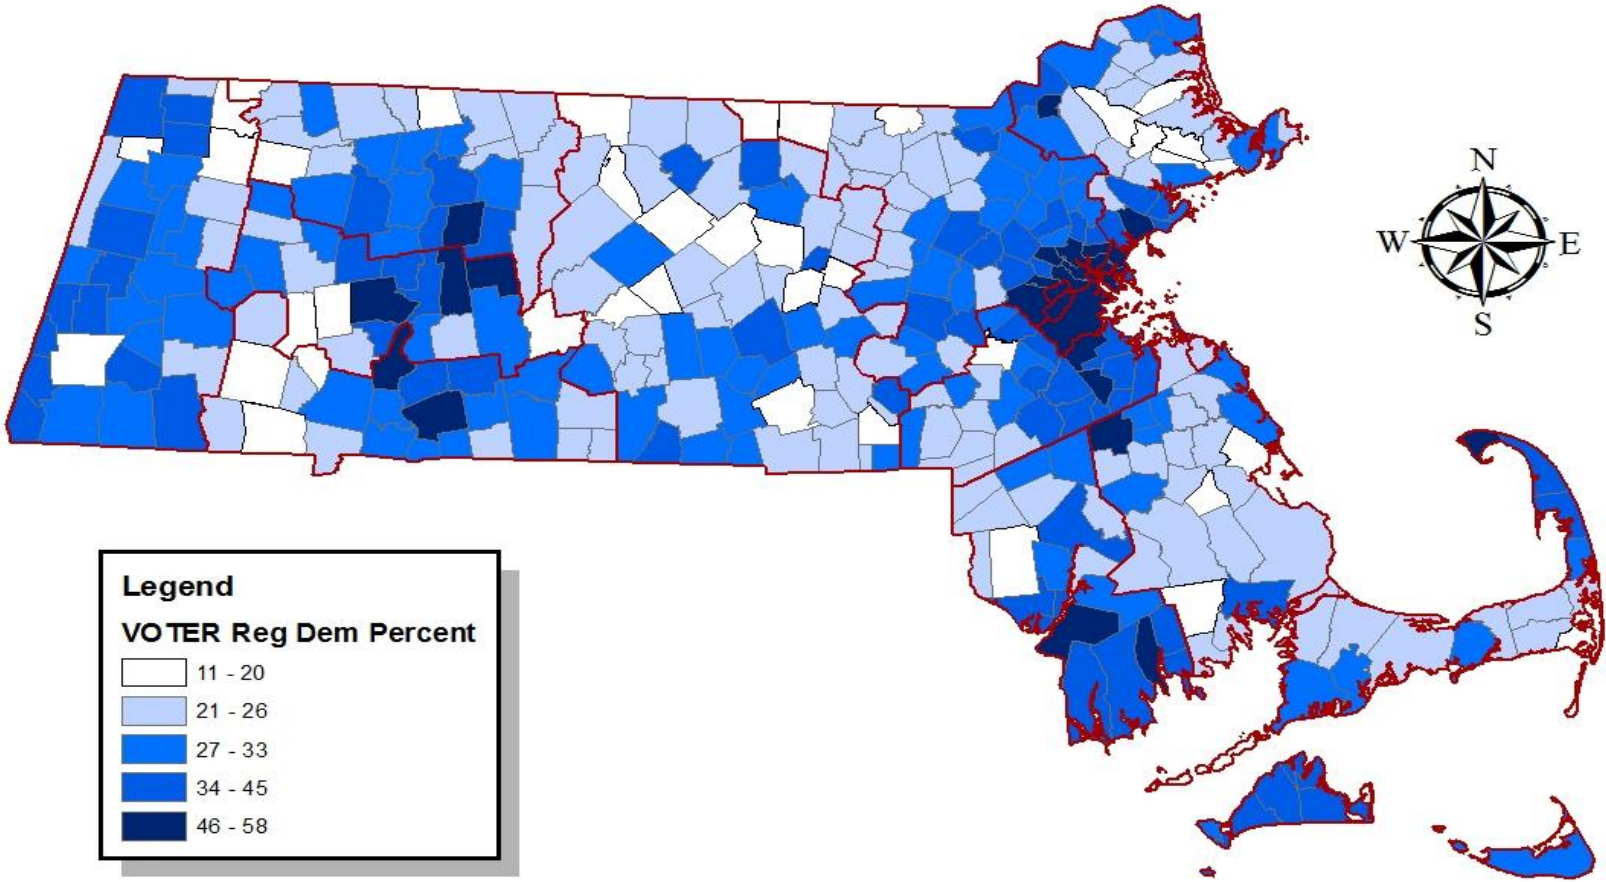 N
W E
S
Legend
VOTER Reg Dem Percent
11 - 20
21 - 26
27 - 33
34 - 45
46 - 58